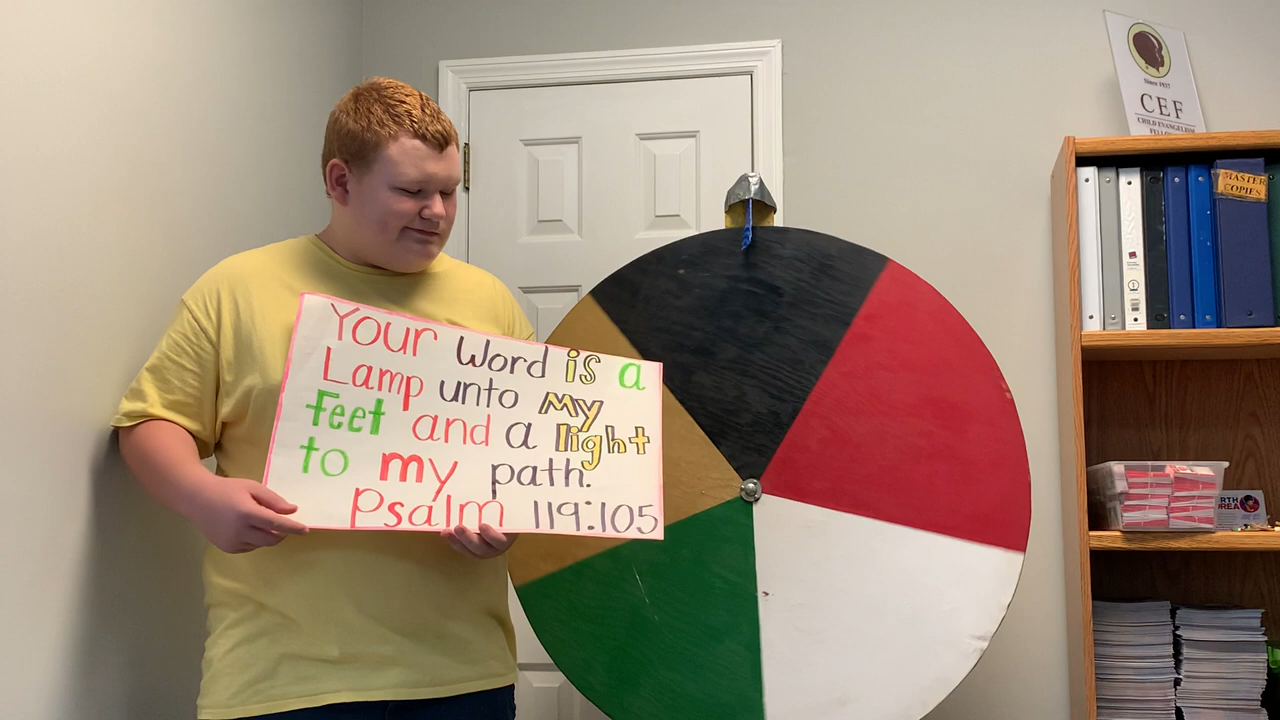 Your Word is a
Lamp unto my
feet and a light
to my path.
Psalm 119:105
Since 1937
CEF
CHILD EVANGELISM
MASTER
COPIES
1